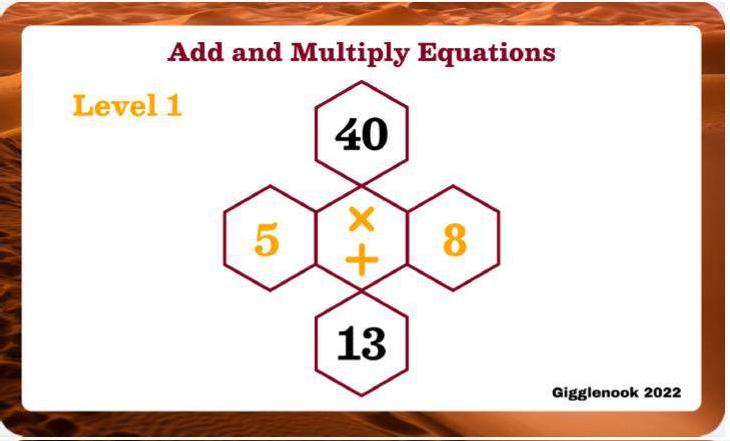 Add and Multiply Equations
Level 1
40
5 × 8
+
13
Gigglenook 2022